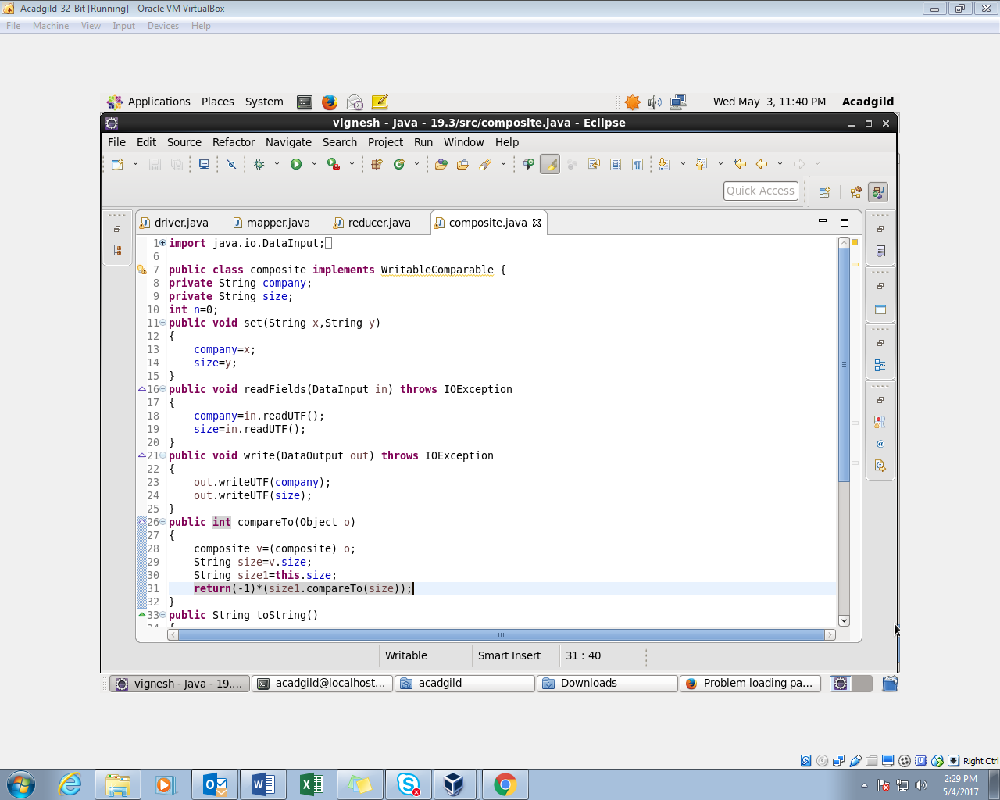 Acadgild_32_Bit [Running] - Oracle VM VirtualBox
File Machine View Input Devices Help
Applications Places System Wed May 3, 11:40 PM Acadgild
vignesh - Java - 19.3/src/composite.java - Eclipse
File Edit Source Refactor Navigate Search Project Run Window Help
Quick Access
driver.java mapper.java reducer.java composite.java
1 import java.io.DataInput;
6
7 public class composite implements WritableComparable {
8 private String company;
9 private String size;
10 int n=0;
11 public void set(String x,String y)
12 {
13 company=x;
14 size=y;
15 }
16 public void readFields(DataInput in) throws IOException
17 {
18 company=in.readUTF();
19 size=in.readUTF();
20 }
21 public void write(DataOutput out) throws IOException
22 {
23 out.writeUTF(company);
24 out.writeUTF(size);
25 }
26 public int compareTo(Object o)
27 {
28 composite v=(composite) o;
29 String size=v.size;
30 String size1=this.size;
31 return(-1)*(size1.compareTo(size));
32 }
33 public String toString()
Writable Smart Insert 31 : 40
vignesh - Java - 19.... acadgild@localhost... acadgild Downloads Problem loading pa...
Right Ctrl
2:29 PM
5/4/2017